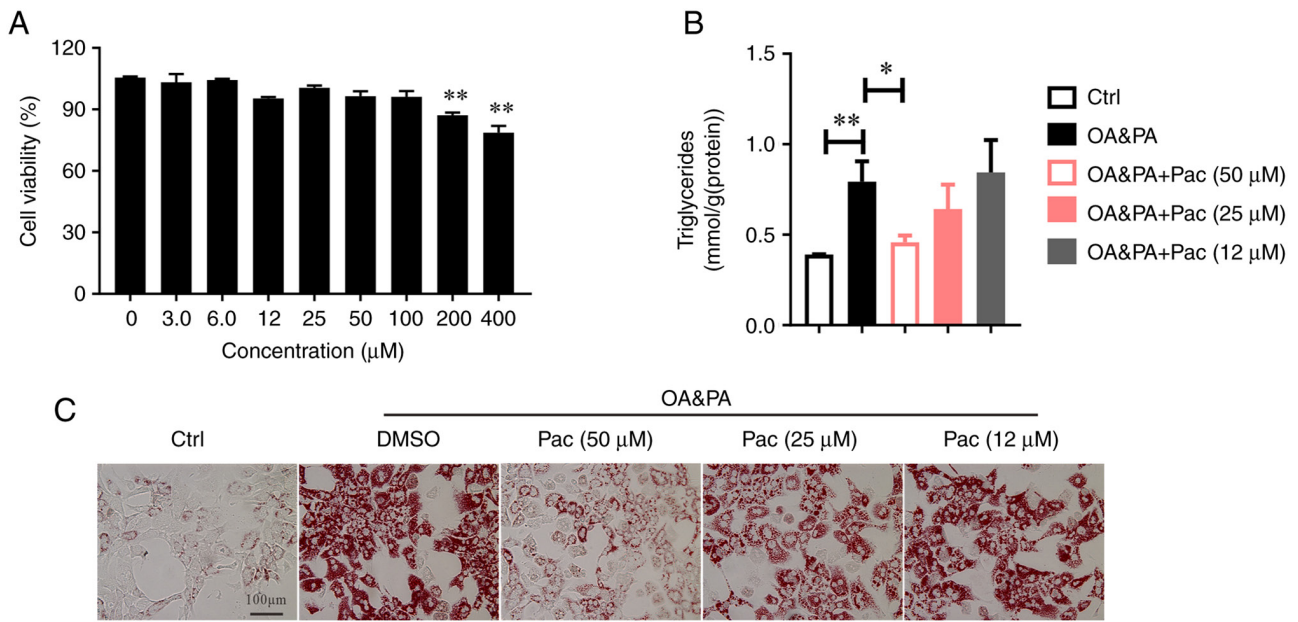 A
120
90
60
30
0
Cell viability (%)
** **
0 3.0 6.0 12 25 50 100 200 400
Concentration (μM)
B
1.5
1.0
0.5
0.0
Triglycerides
(mmol/g(protein))
*
**
Ctrl
OA&PA
OA&PA+Pac (50 μM)
OA&PA+Pac (25 μM)
OA&PA+Pac (12 μM)
C
OA&PA
Ctrl DMSO Pac (50 μM) Pac (25 μM) Pac (12 μM)
100μm